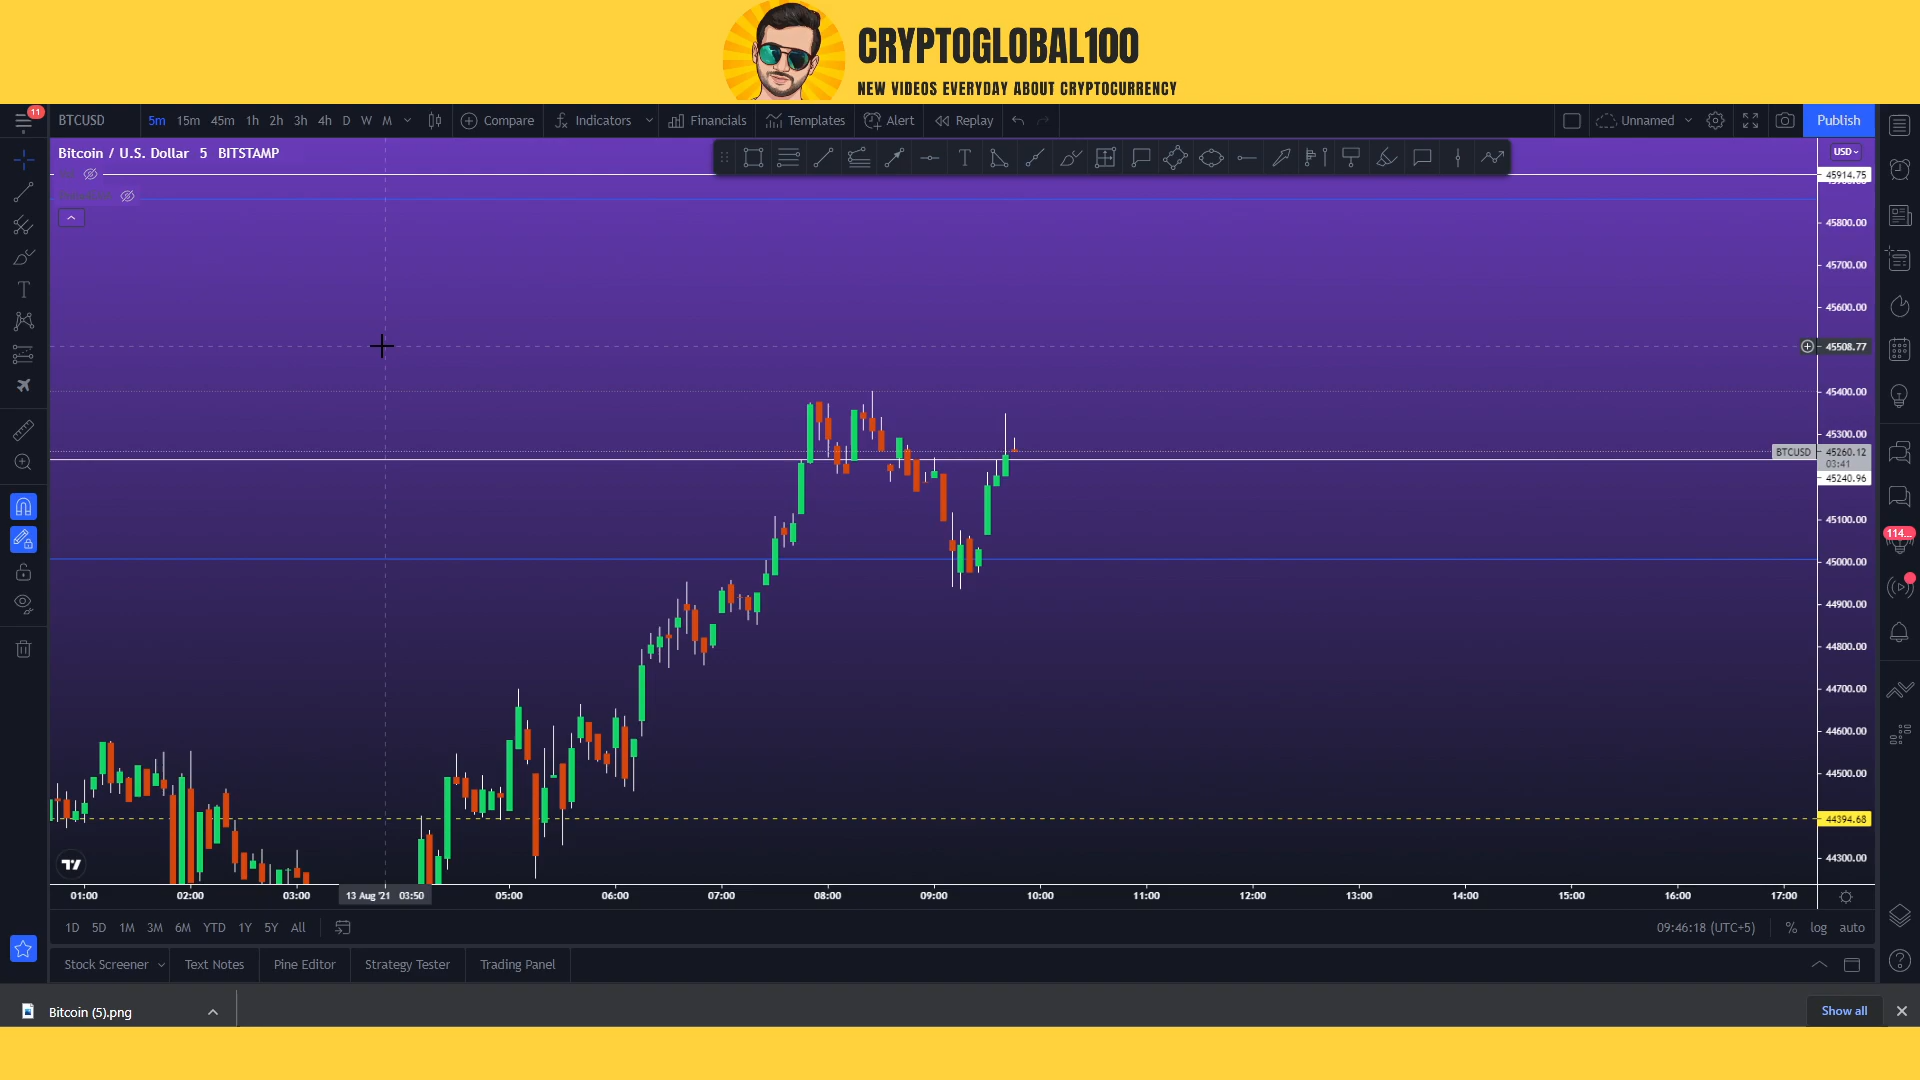 CRYPTOGLOBAL100
NEW VIDEOS EVERYDAY ABOUT CRYPTOCURRENCY
11
BTCUSD 5m 15m 45m 1h 2h 3h 4h D W M Compare Indicators Financials Templates Alert Replay Unnamed Publish
Bitcoin / U.S. Dollar 5 BITSTAMP
USD
45914.75
45800.00
45700.00
45600.00
45508.77
45400.00
45300.00
BTCUSD 45260.12
03:41
45240.96
45100.00
114...
45000.00
44900.00
44800.00
44700.00
44600.00
44500.00
44394.68
44300.00
01:00 02:00 03:00 13 Aug '21 03:50 05:00 06:00 07:00 08:00 09:00 10:00 11:00 12:00 13:00 14:00 15:00 16:00 17:00
1D 5D 1M 3M 6M YTD 1Y 5Y All 09:46:18 (UTC+5) % log auto
Stock Screener Text Notes Pine Editor Strategy Tester Trading Panel
Bitcoin (5).png Show all